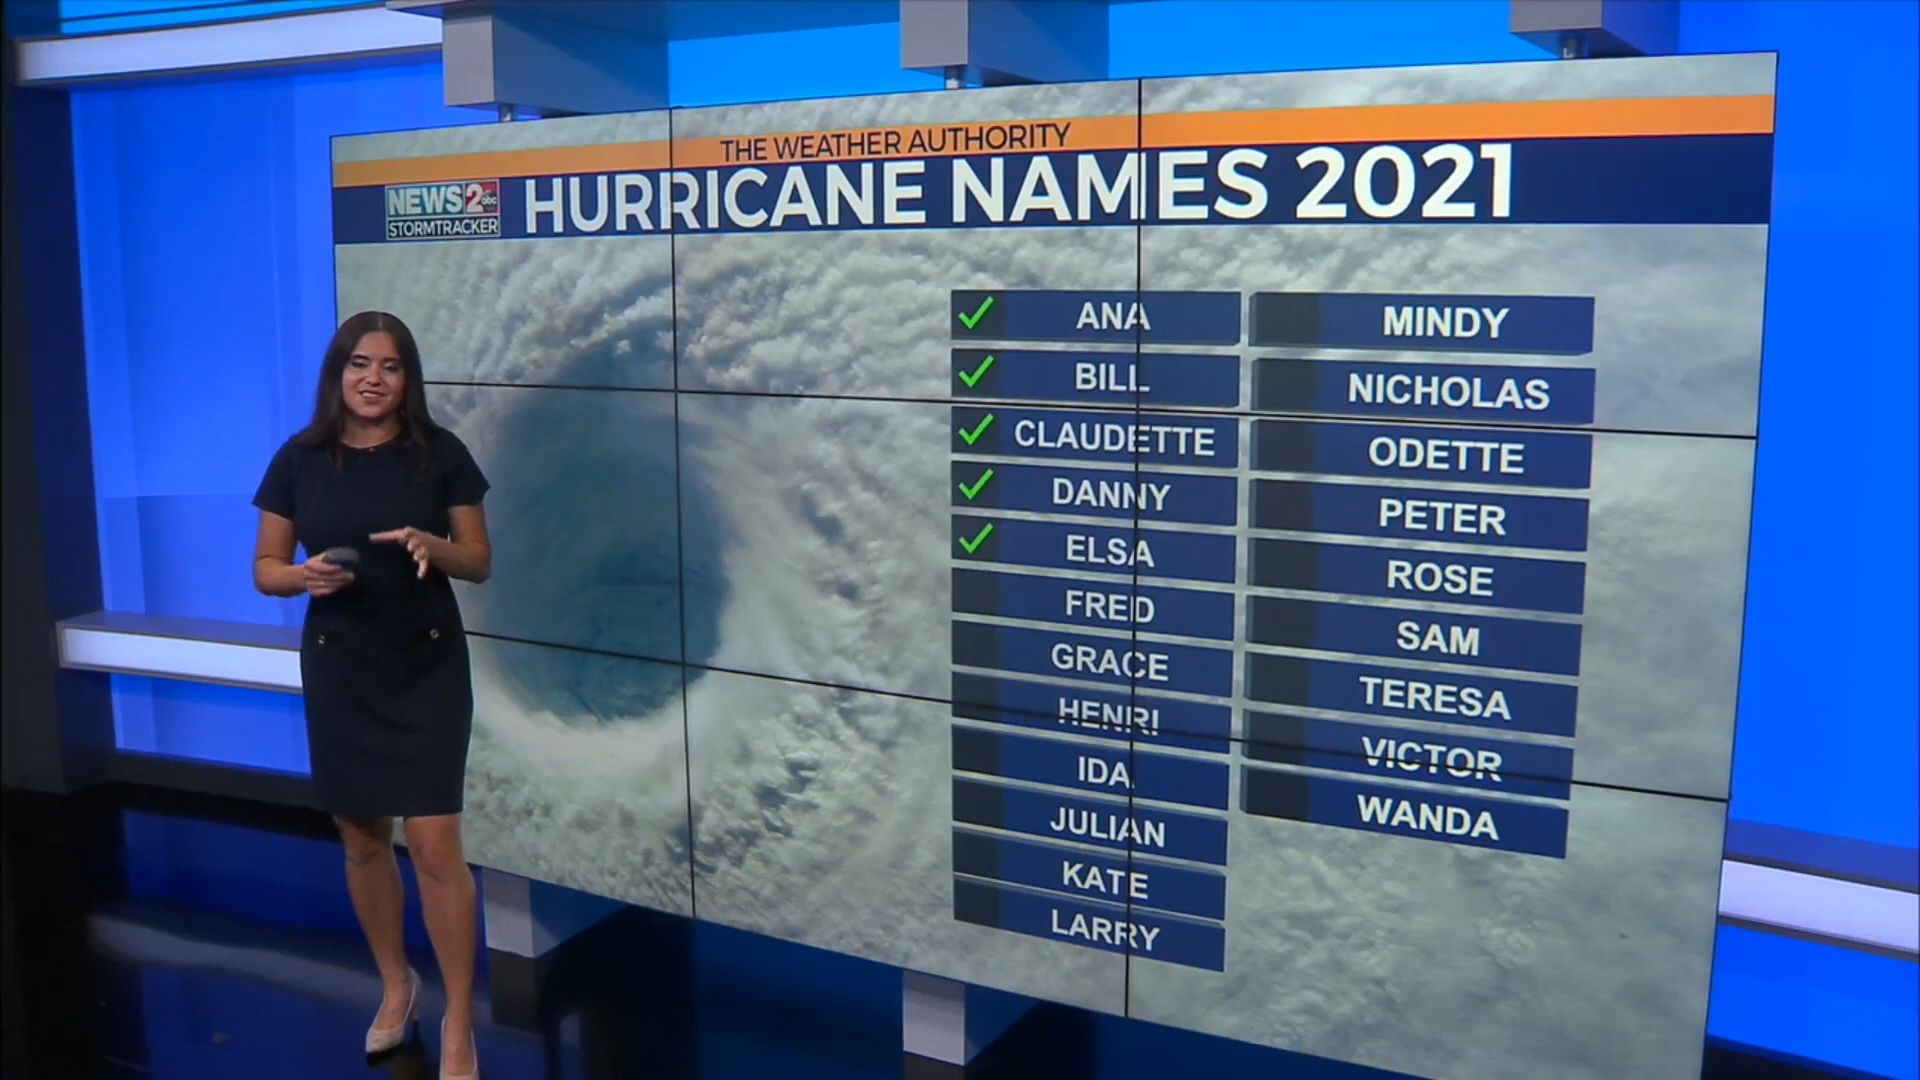 THE WEATHER AUTHORITY
NEWS 2 abc
STORMTRACKER
HURRICANE NAMES 2021
ANA
BILL
CLAUDETTE
DANNY
ELSA
FRED
GRACE
HENRI
IDA
JULIAN
KATE
LARRY
MINDY
NICHOLAS
ODETTE
PETER
ROSE
SAM
TERESA
VICTOR
WANDA